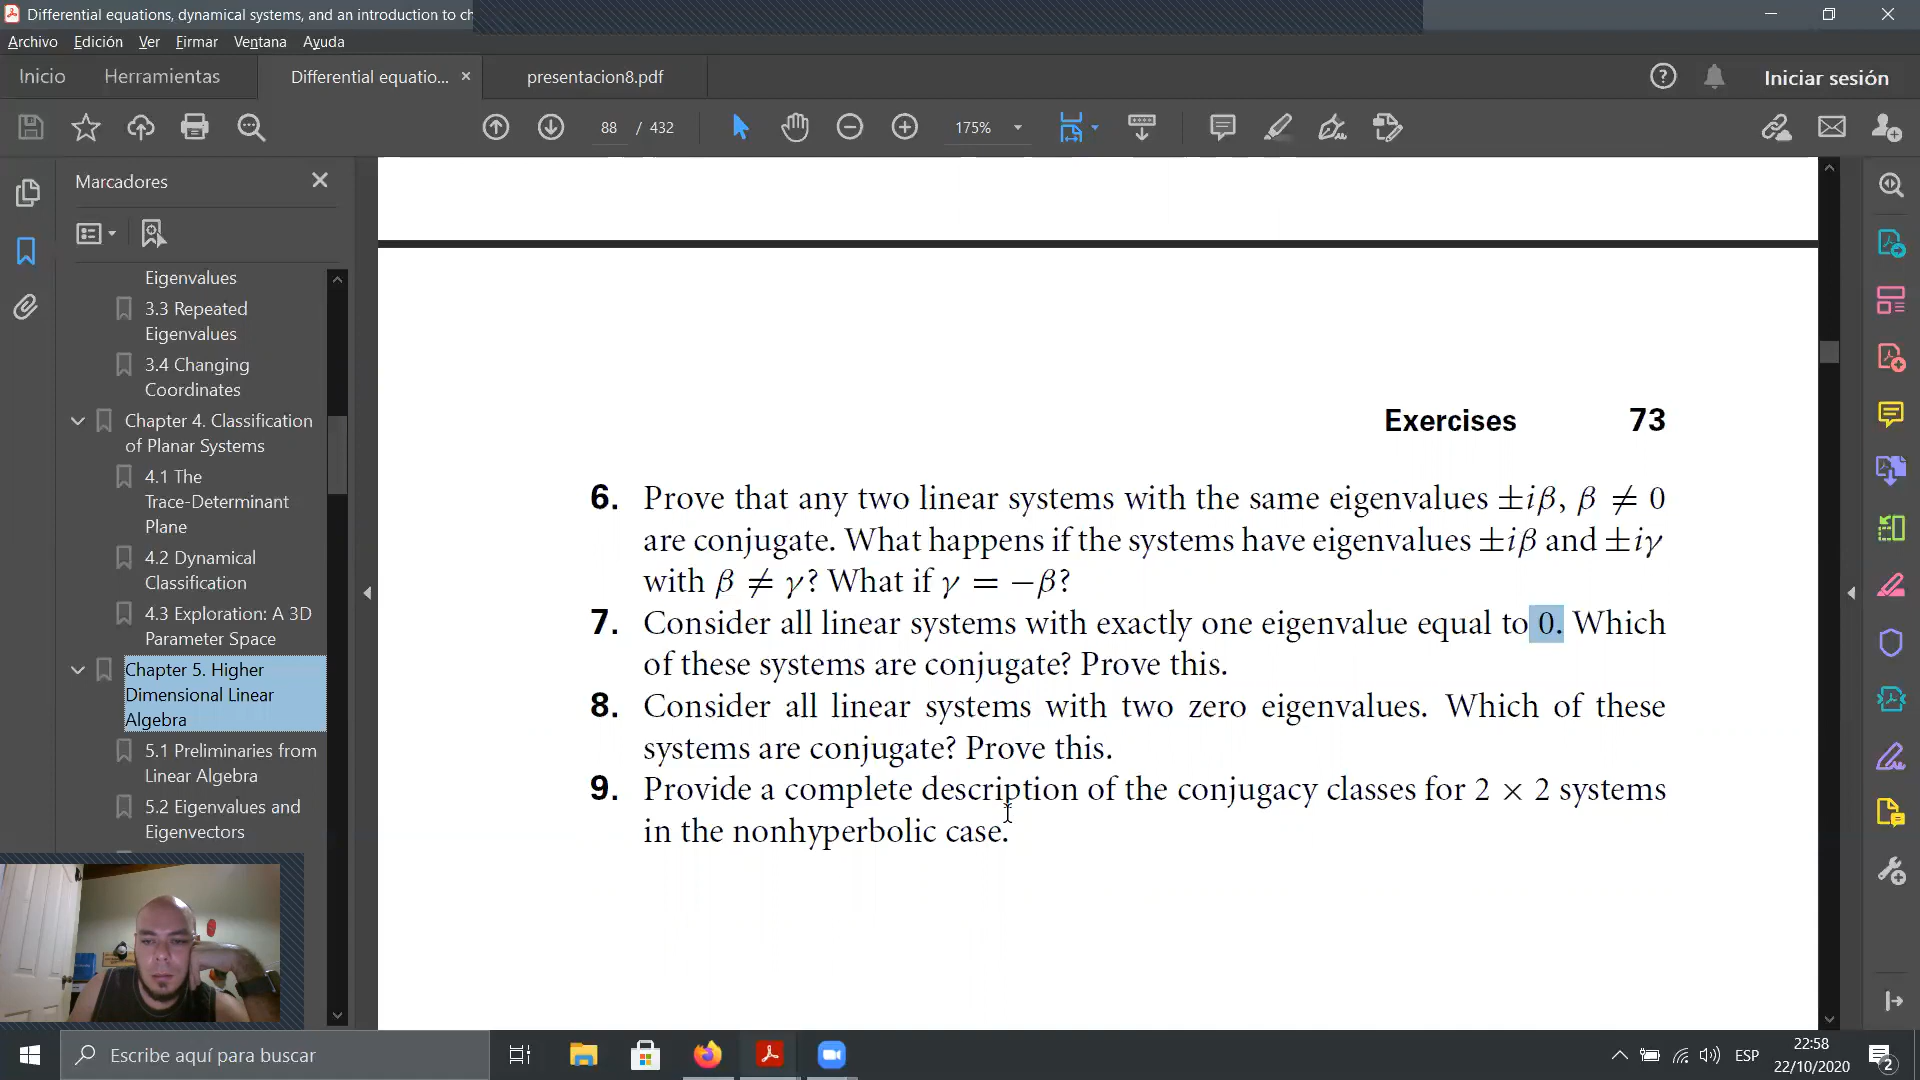 Differential equations, dynamical systems, and an introduction to ch
Archivo Edición Ver Firmar Ventana Ayuda
Inicio Herramientas Differential equatio... × presentacion8.pdf Iniciar sesión
88 / 432 175%
Marcadores
Eigenvalues
3.3 Repeated
Eigenvalues
3.4 Changing
Coordinates
Chapter 4. Classification
of Planar Systems
4.1 The
Trace-Determinant
Plane
4.2 Dynamical
Classification
4.3 Exploration: A 3D
Parameter Space
Chapter 5. Higher
Dimensional Linear
Algebra
5.1 Preliminaries from
Linear Algebra
5.2 Eigenvalues and
Eigenvectors
Exercises 73
6. Prove that any two linear systems with the same eigenvalues ±iβ, β ≠ 0
are conjugate. What happens if the systems have eigenvalues ±iβ and ±iγ
with β ≠ γ? What if γ = −β?
7. Consider all linear systems with exactly one eigenvalue equal to 0. Which
of these systems are conjugate? Prove this.
8. Consider all linear systems with two zero eigenvalues. Which of these
systems are conjugate? Prove this.
9. Provide a complete description of the conjugacy classes for 2 × 2 systems
in the nonhyperbolic case.
Escribe aquí para buscar
ESP
22:58
22/10/2020
2